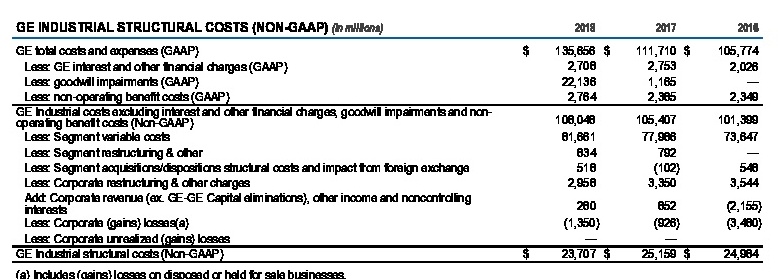 GE INDUSTRIAL STRUCTURAL COSTS (NON-GAAP) (In millions) 2018 2017 2016
GE total costs and expenses (GAAP) $ 135,656 $ 111,710 $ 105,774
Less: GE interest and other financial charges (GAAP) 2,708 2,753 2,026
Less: goodwill impairments (GAAP) 22,136 1,165 —
Less: non-operating benefit costs (GAAP) 2,764 2,385 2,349
GE Industrial costs excluding interest and other financial charges, goodwill impairments and non-
operating benefit costs (Non-GAAP) 108,048 105,407 101,399
Less: Segment variable costs 81,861 77,986 73,647
Less: Segment restructuring & other 634 792 —
Less: Segment acquisitions/dispositions structural costs and impact from foreign exchange 518 (102) 548
Less: Corporate restructuring & other charges 2,958 3,350 3,544
Add: Corporate revenue (ex. GE-GE Capital eliminations), other income and noncontrolling
interests 280 852 (2,155)
Less: Corporate (gains) losses(a) (1,350) (926) (3,480)
Less: Corporate unrealized (gains) losses — —
GE Industrial structural costs (Non-GAAP) $ 23,707 $ 25,159 $ 24,984
(a) Includes (gains) losses on disposed or held for sale businesses.